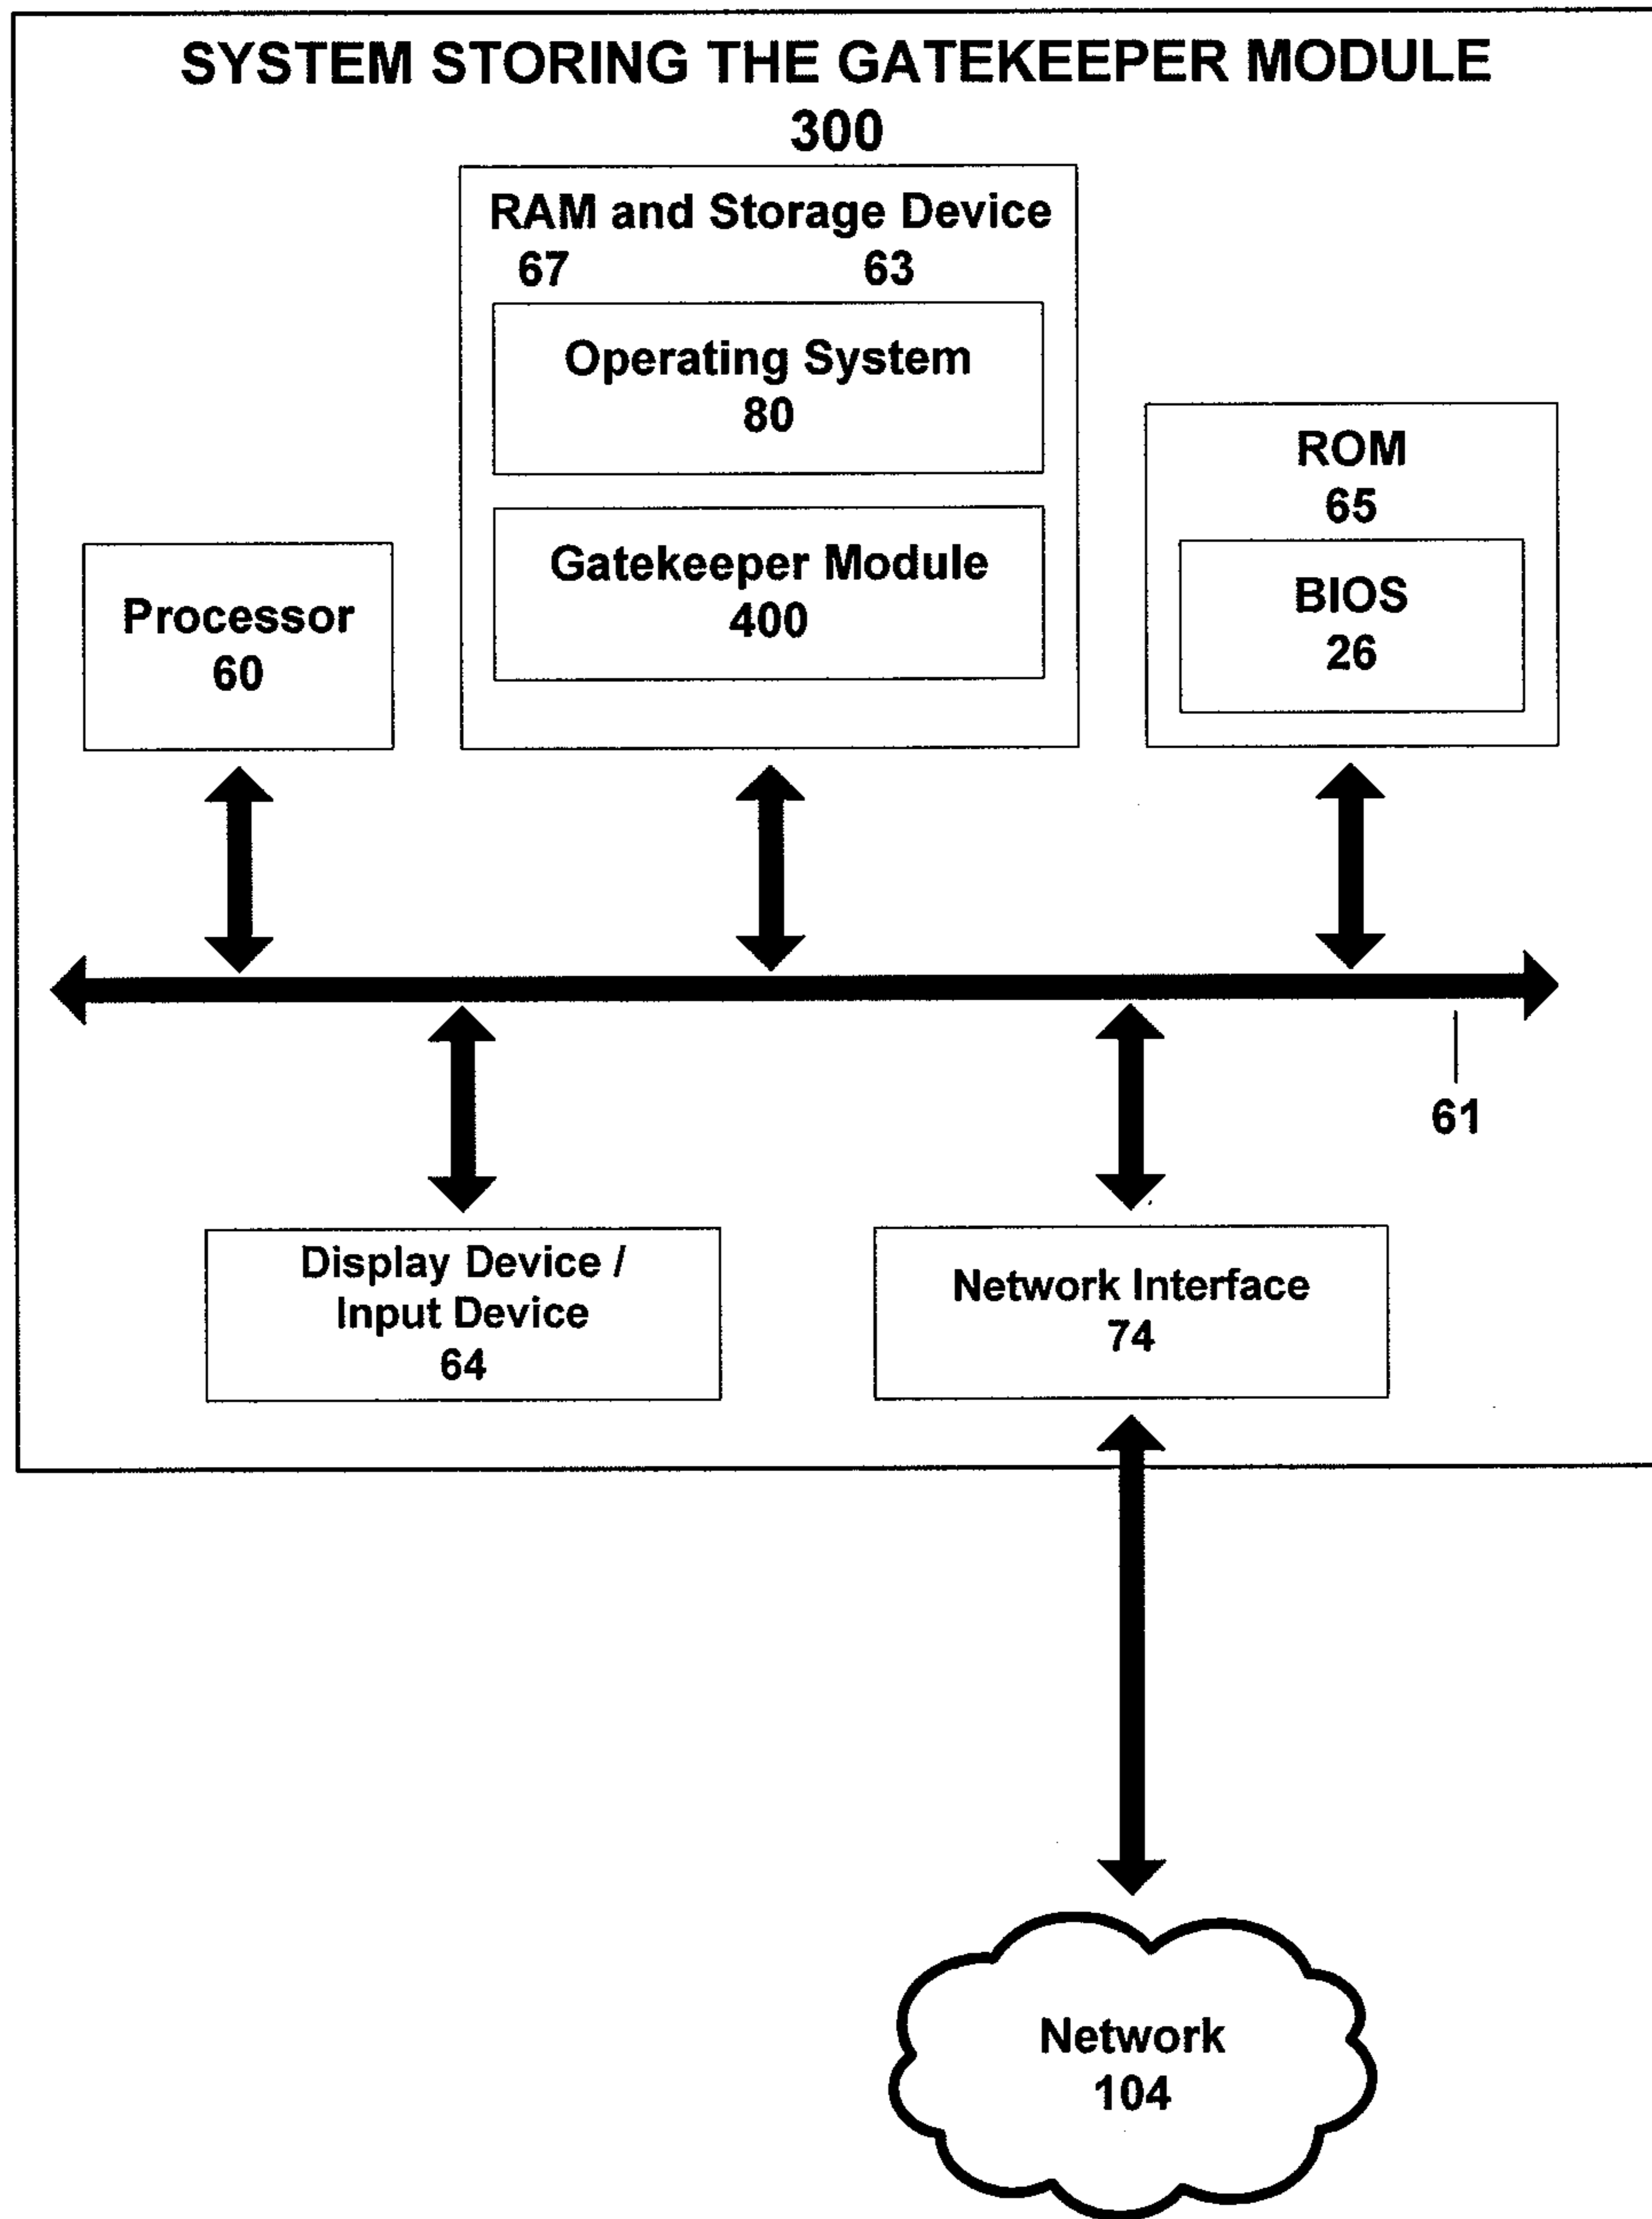 SYSTEM STORING THE GATEKEEPER MODULE
300
RAM and Storage Device
67 63
Operating System
80
Gatekeeper Module
400
Processor
60
ROM
65
BIOS
26
61
Display Device /
Input Device
64
Network Interface
74
Network
104